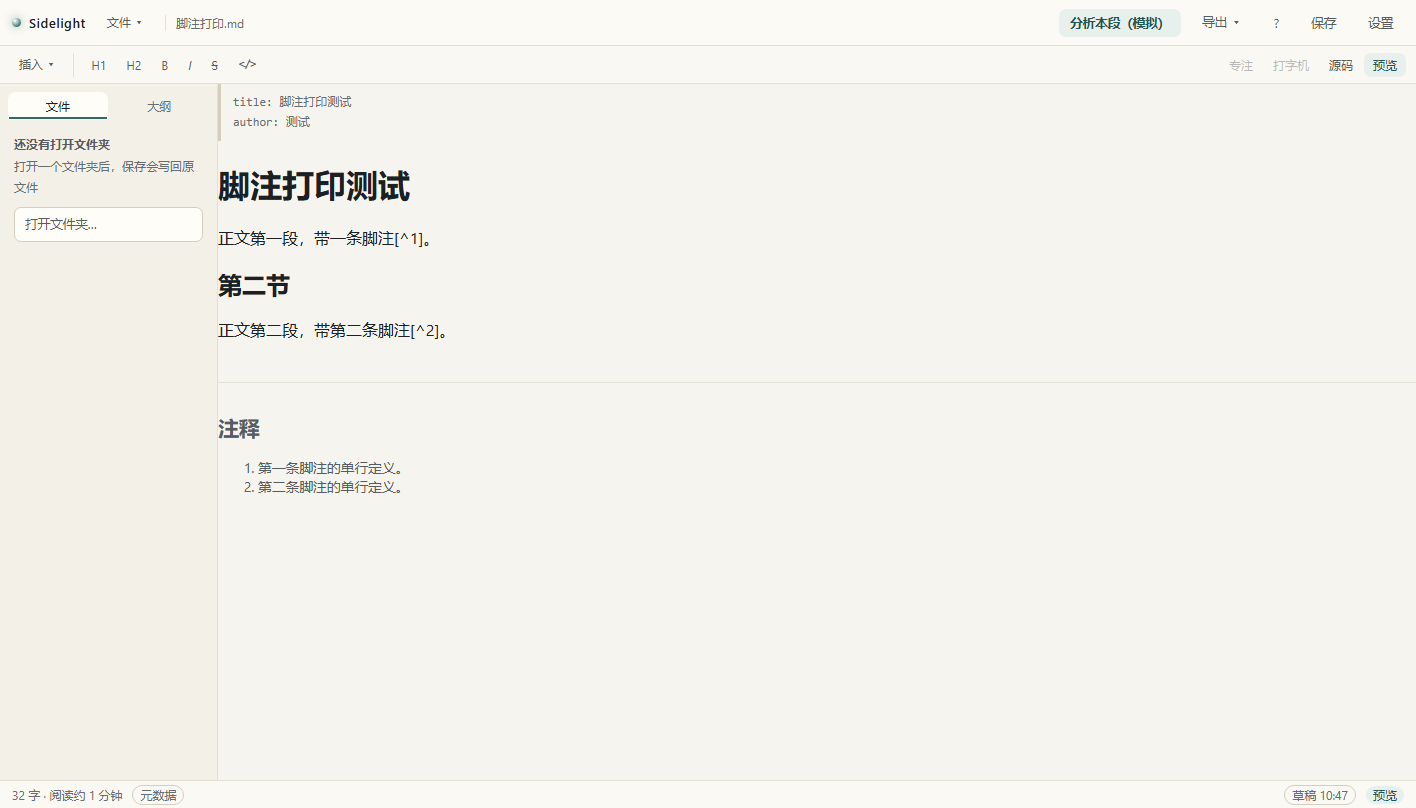 Sidelight 文件 ▾ 脚注打印.md 分析本段（模拟） 导出 ▾ ? 保存 设置
插入 ▾ H1 H2 B I S </> 专注 打字机 源码 预览
文件 大纲
还没有打开文件夹
打开一个文件夹后，保存会写回原
文件
打开文件夹...
title: 脚注打印测试
author: 测试
脚注打印测试
正文第一段，带一条脚注[^1]。
第二节
正文第二段，带第二条脚注[^2]。
注释
1. 第一条脚注的单行定义。
2. 第二条脚注的单行定义。
32 字 · 阅读约 1 分钟 元数据 草稿 10:47 预览